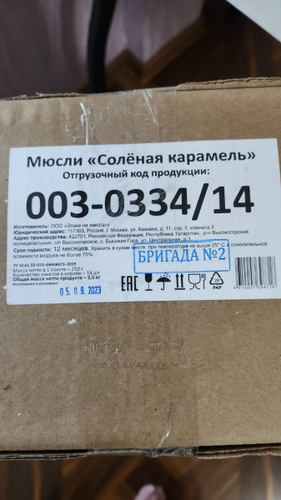 Мюсли «Солёная карамель»
Отгрузочный код продукции:
003-0334/14
Изготовитель: ООО «Злаки на завтрак»
Юридический адрес: 117303, Россия, г. Москва, ул. Каховка, д. 11, стр. 1, комната 3
Адрес производства: 422701, Российская Федерация, Республика Татарстан, р-н Высокогорский,
муниципальный, с/п Высокогорское, с. Высокая Гора, ул. Центральная,
Срок годности: 12 месяцев. Хранить в сухом месте, при температуре не выше 25° С и относительной
влажности воздуха не более 75%.
Масса нетто в 1 пакете – 250 г
Количество пакетов в коробе – 14 шт
Общая масса нетто продукта – 3,5 кг
Дата упаковывания:
05.09.2023
БРИГАДА №2
EAC